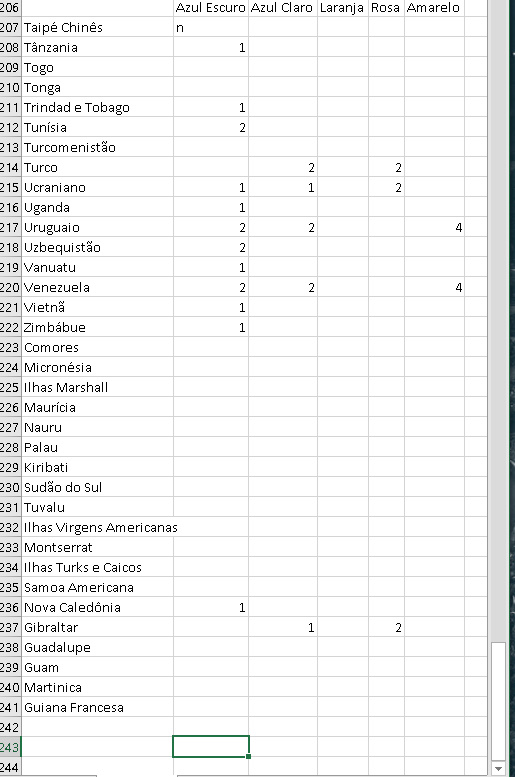 206 Azul Escuro Azul Claro Laranja Rosa Amarelo
207 Taipé Chinês n
208 Tânzania 1
209 Togo
210 Tonga
211 Trindad e Tobago 1
212 Tunísia 2
213 Turcomenistão
214 Turco 2 2
215 Ucraniano 1 1 2
216 Uganda 1
217 Uruguaio 2 2 4
218 Uzbequistão 2
219 Vanuatu 1
220 Venezuela 2 2 4
221 Vietnã 1
222 Zimbábue 1
223 Comores
224 Micronésia
225 Ilhas Marshall
226 Maurícia
227 Nauru
228 Palau
229 Kiribati
230 Sudão do Sul
231 Tuvalu
232 Ilhas Virgens Americanas
233 Montserrat
234 Ilhas Turks e Caicos
235 Samoa Americana
236 Nova Caledônia 1
237 Gibraltar 1 2
238 Guadalupe
239 Guam
240 Martinica
241 Guiana Francesa
242
243
244